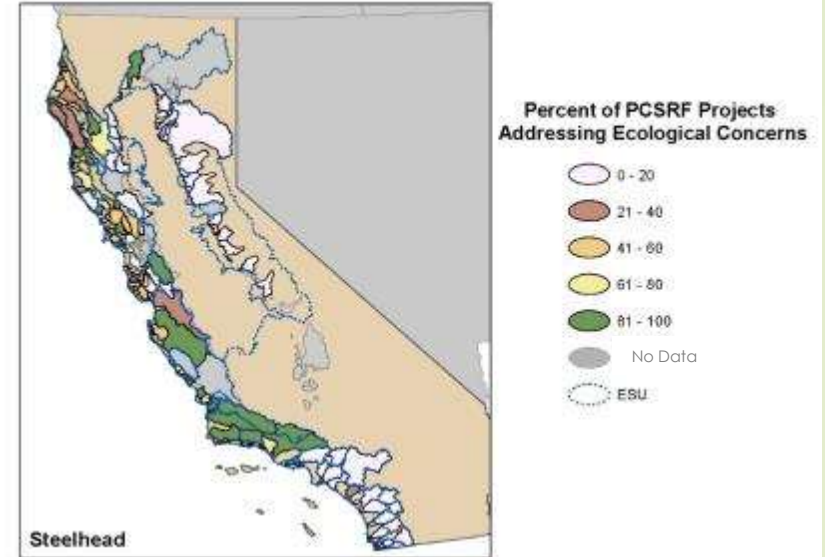 Percent of PCSRF Projects
Addressing Ecological Concerns
0 - 20
21 - 40
41 - 60
61 - 80
81 - 100
No Data
ESU
Steelhead